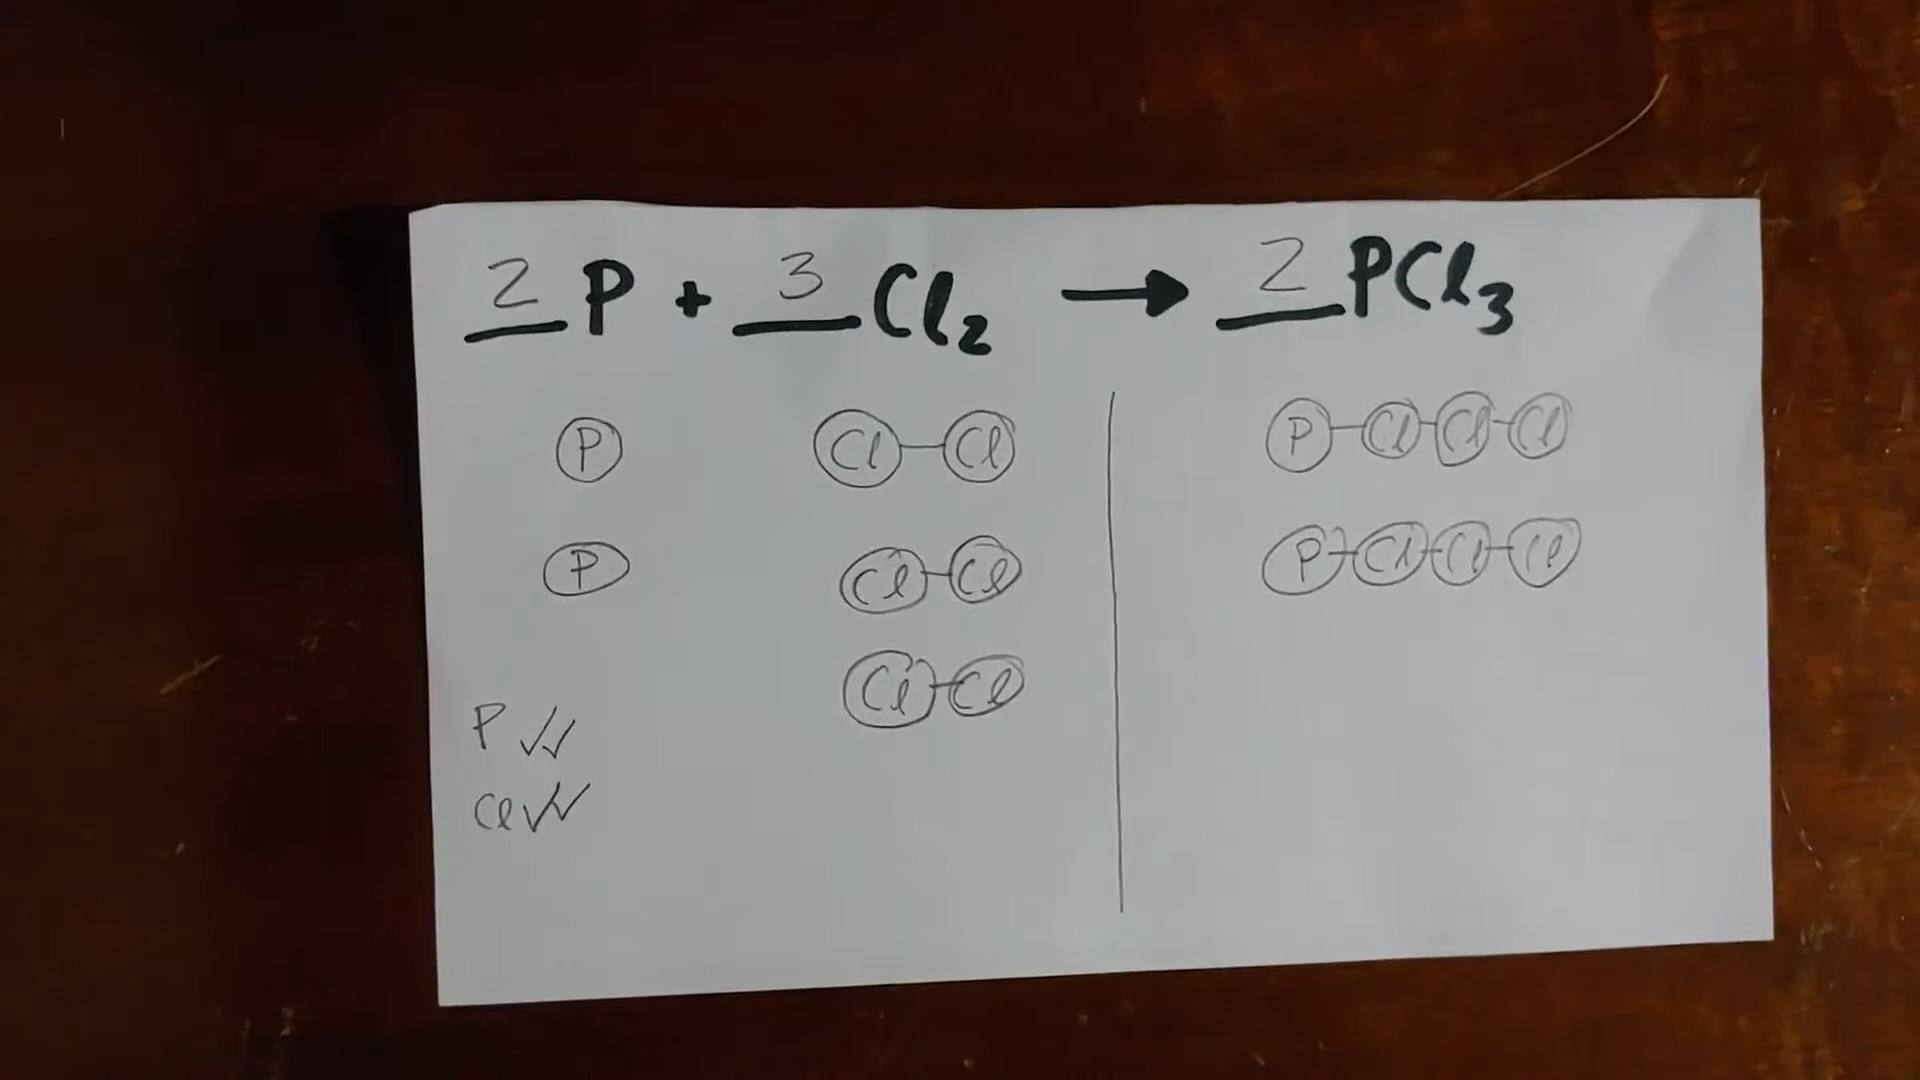 2 P + 3 Cl₂ → 2 PCl₃
P Cl Cl P Cl Cl Cl
P Cl Cl P Cl Cl Cl
Cl Cl
P ✓✓
Cl ✓✓